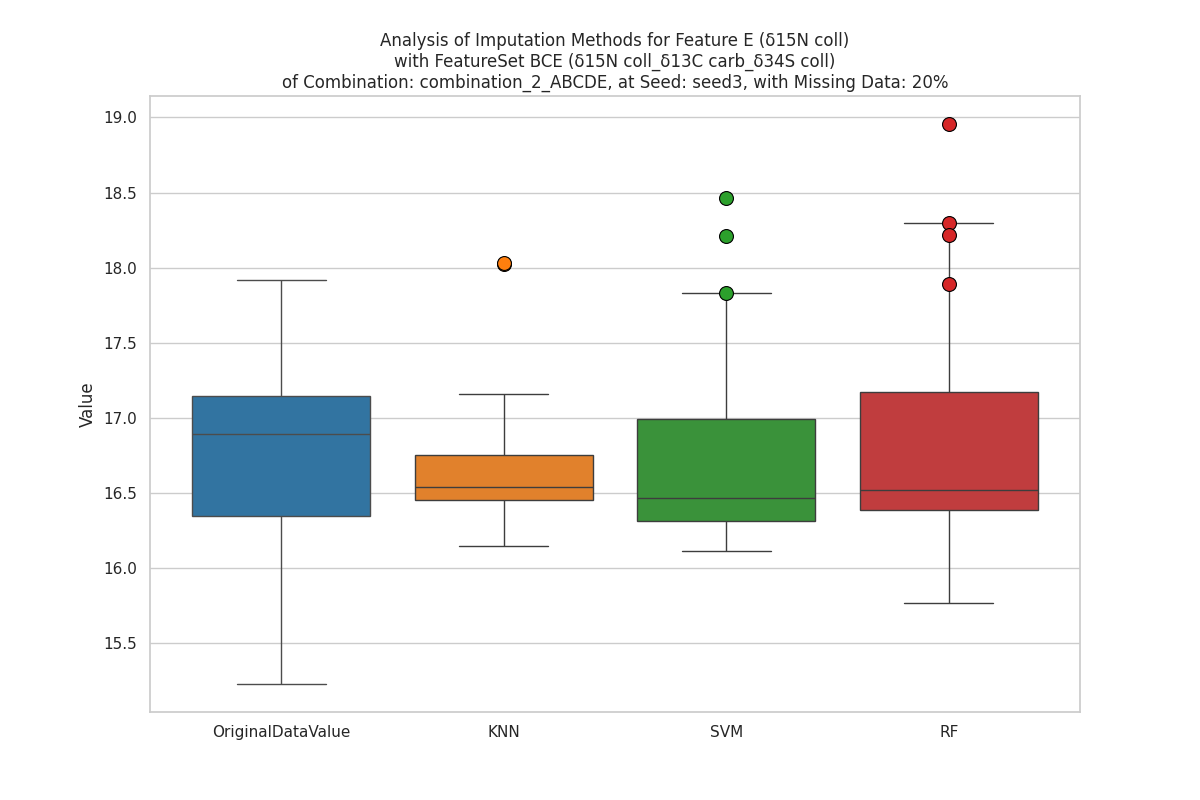 Analysis of Imputation Methods for Feature E (δ15N coll)
with FeatureSet BCE (δ15N coll_δ13C carb_δ34S coll)
of Combination: combination_2_ABCDE, at Seed: seed3, with Missing Data: 20%
19.0
18.5
18.0
17.5
17.0
16.5
16.0
15.5
Value
OriginalDataValue KNN SVM RF